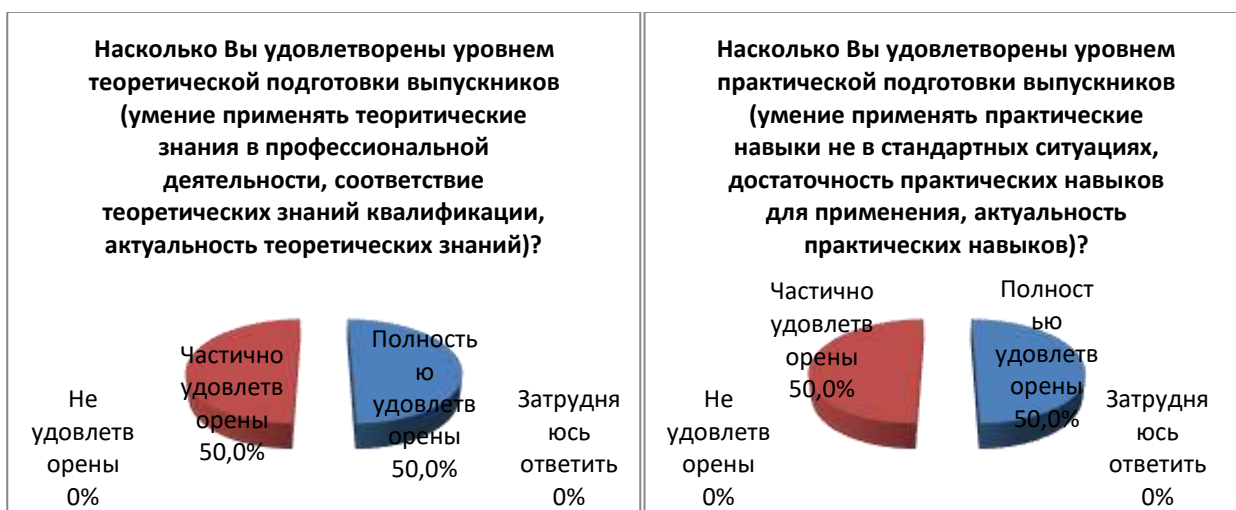 Насколько Вы удовлетворены уровнем
теоретической подготовки выпускников
(умение применять теоритические
знания в профессиональной
деятельности, соответствие
теоретических знаний квалификации,
актуальность теоретических знаний)?
Частично
удовлетв
орены
50,0%
Полность
ю
удовлетв
орены
50,0%
Не
удовлетв
орены
0%
Затрудня
юсь
ответить
0%
Насколько Вы удовлетворены уровнем
практической подготовки выпускников
(умение применять практические
навыки не в стандартных ситуациях,
достаточность практических навыков
для применения, актуальность
практических навыков)?
Частично
удовлетв
орены
50,0%
Полност
ью
удовлетв
орены
50,0%
Не
удовлетв
орены
0%
Затрудня
юсь
ответить
0%